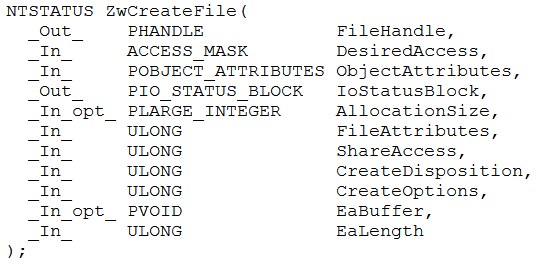 NTSTATUS ZwCreateFile(
  _Out_    PHANDLE            FileHandle,
  _In_     ACCESS_MASK        DesiredAccess,
  _In_     POBJECT_ATTRIBUTES ObjectAttributes,
  _Out_    PIO_STATUS_BLOCK   IoStatusBlock,
  _In_opt_ PLARGE_INTEGER     AllocationSize,
  _In_     ULONG              FileAttributes,
  _In_     ULONG              ShareAccess,
  _In_     ULONG              CreateDisposition,
  _In_     ULONG              CreateOptions,
  _In_opt_ PVOID              EaBuffer,
  _In_     ULONG              EaLength
);